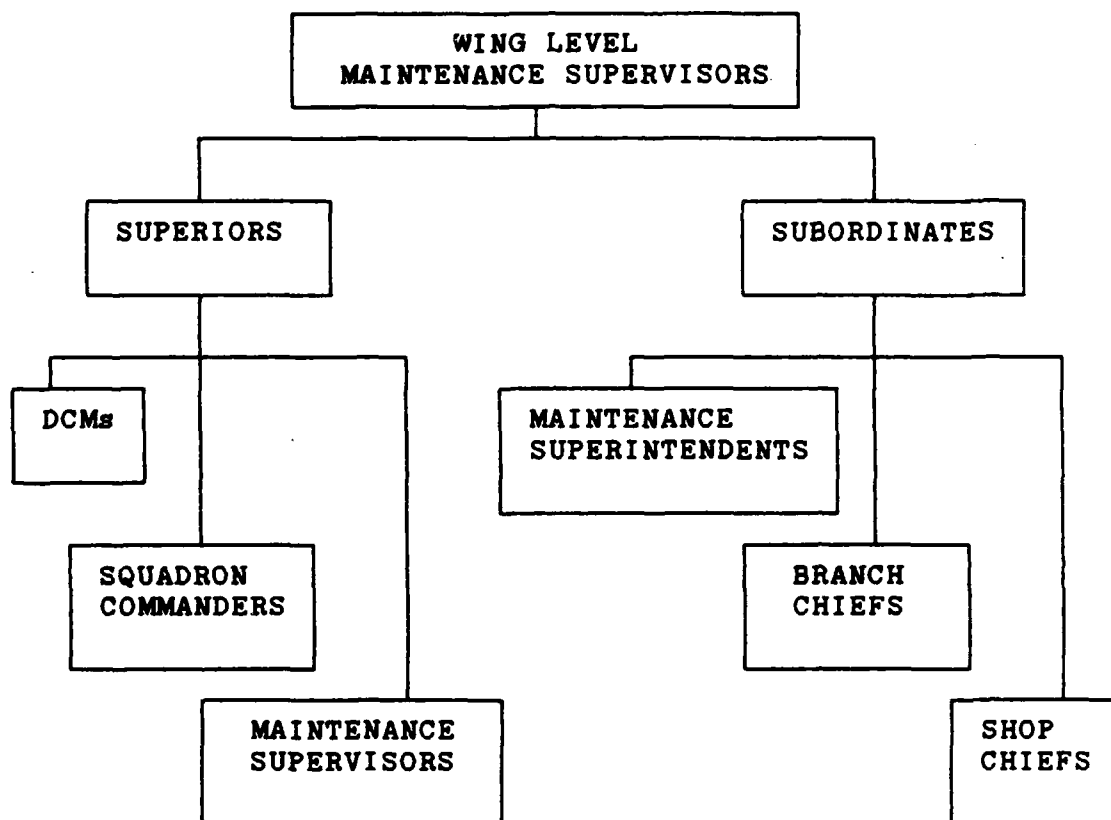 WING LEVEL
MAINTENANCE SUPERVISORS
SUPERIORS
SUBORDINATES
DCMs
MAINTENANCE
SUPERINTENDENTS
SQUADRON
COMMANDERS
BRANCH
CHIEFS
MAINTENANCE
SUPERVISORS
SHOP
CHIEFS